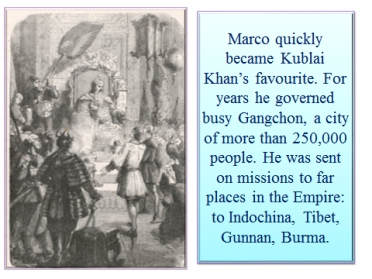 Marco quickly
became Kublai
Khan’s favourite. For
years he governed
busy Gangchon, a city
of more than 250,000
people. He was sent
on missions to far
places in the Empire:
to Indochina, Tibet,
Gunnan, Burma.